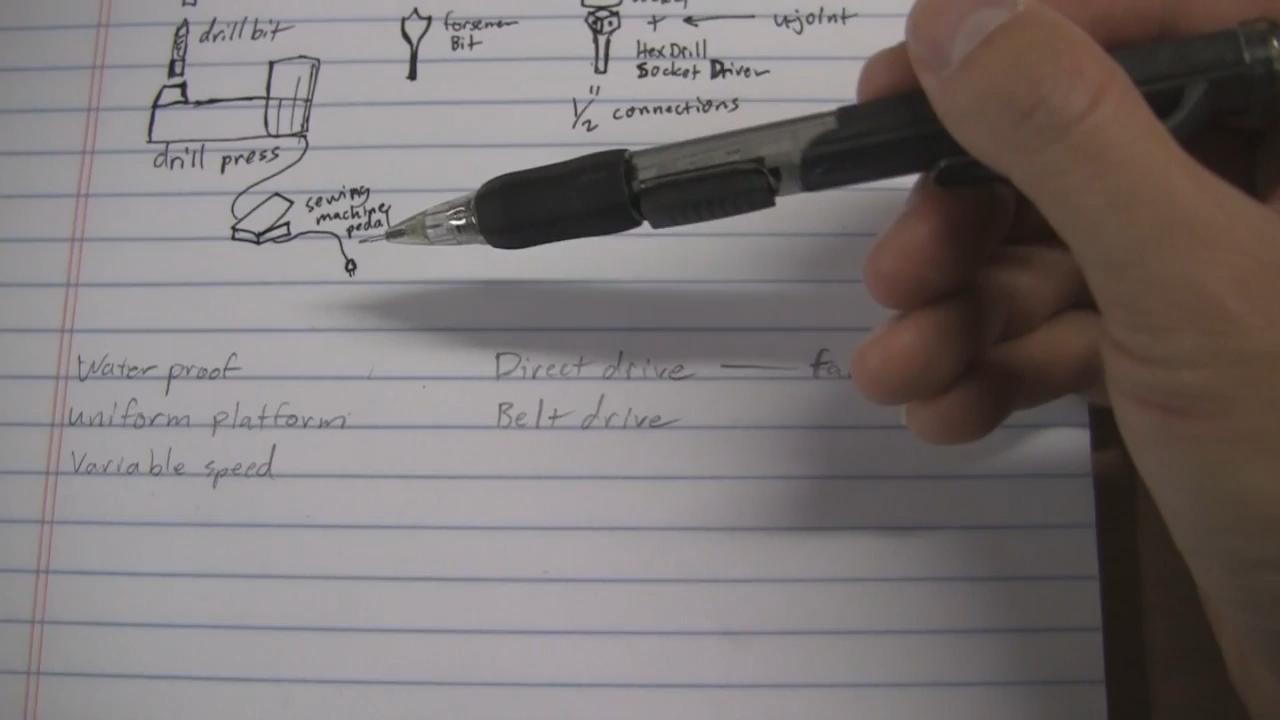 drill bit
forsener
Bit
+
u-joint
Hex Drill
Socket Driver
1/2" connections
drill press
sewing
machine
pedal
Water proof
Direct drive —
uniform platform
Belt drive
Variable speed